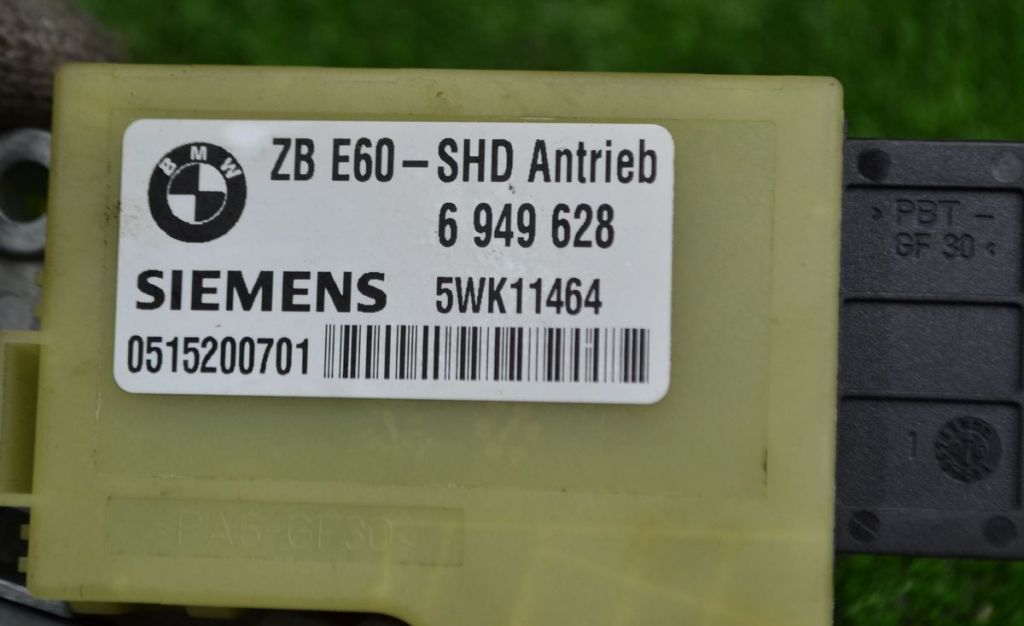 BMW
ZB E60-SHD Antrieb
6 949 628
SIEMENS 5WK11464
0515200701
>PBT-
GF 30<
1
>PA6-GF30<